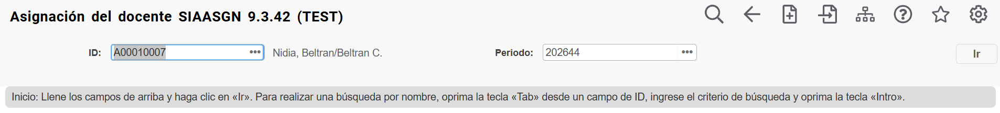 Asignación del docente SIAASGN 9.3.42 (TEST)
ID: A00010007 ••• Nidia, Beltran/Beltran C. Periodo: 202644 ••• Ir
Inicio: Llene los campos de arriba y haga clic en «Ir». Para realizar una búsqueda por nombre, oprima la tecla «Tab» desde un campo de ID, ingrese el criterio de búsqueda y oprima la tecla «Intro».